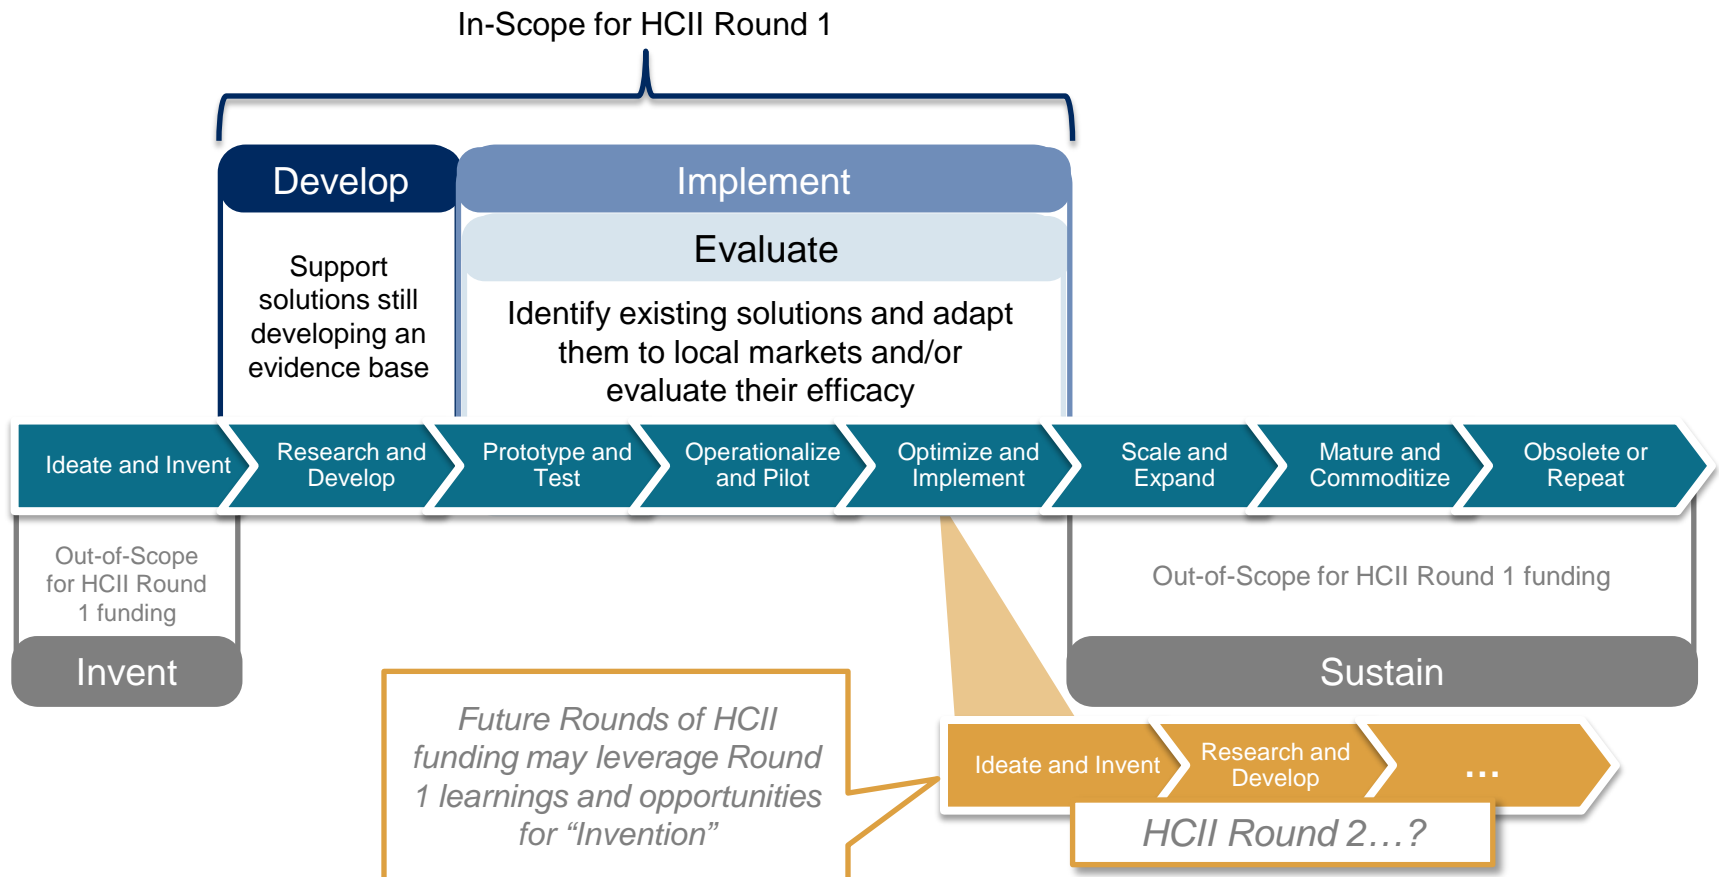 In-Scope for HCII Round 1
Develop
Implement
Evaluate
Support
solutions still
developing an
evidence base
Identify existing solutions and adapt
them to local markets and/or
evaluate their efficacy
Ideate and Invent
Research and
Develop
Prototype and
Test
Operationalize
and Pilot
Optimize and
Implement
Scale and
Expand
Mature and
Commoditize
Obsolete or
Repeat
Out-of-Scope
for HCII Round
1 funding
Invent
Out-of-Scope for HCII Round 1 funding
Sustain
Future Rounds of HCII
funding may leverage Round
1 learnings and opportunities
for “Invention”
Ideate and Invent
Research and
Develop
...
HCII Round 2...?